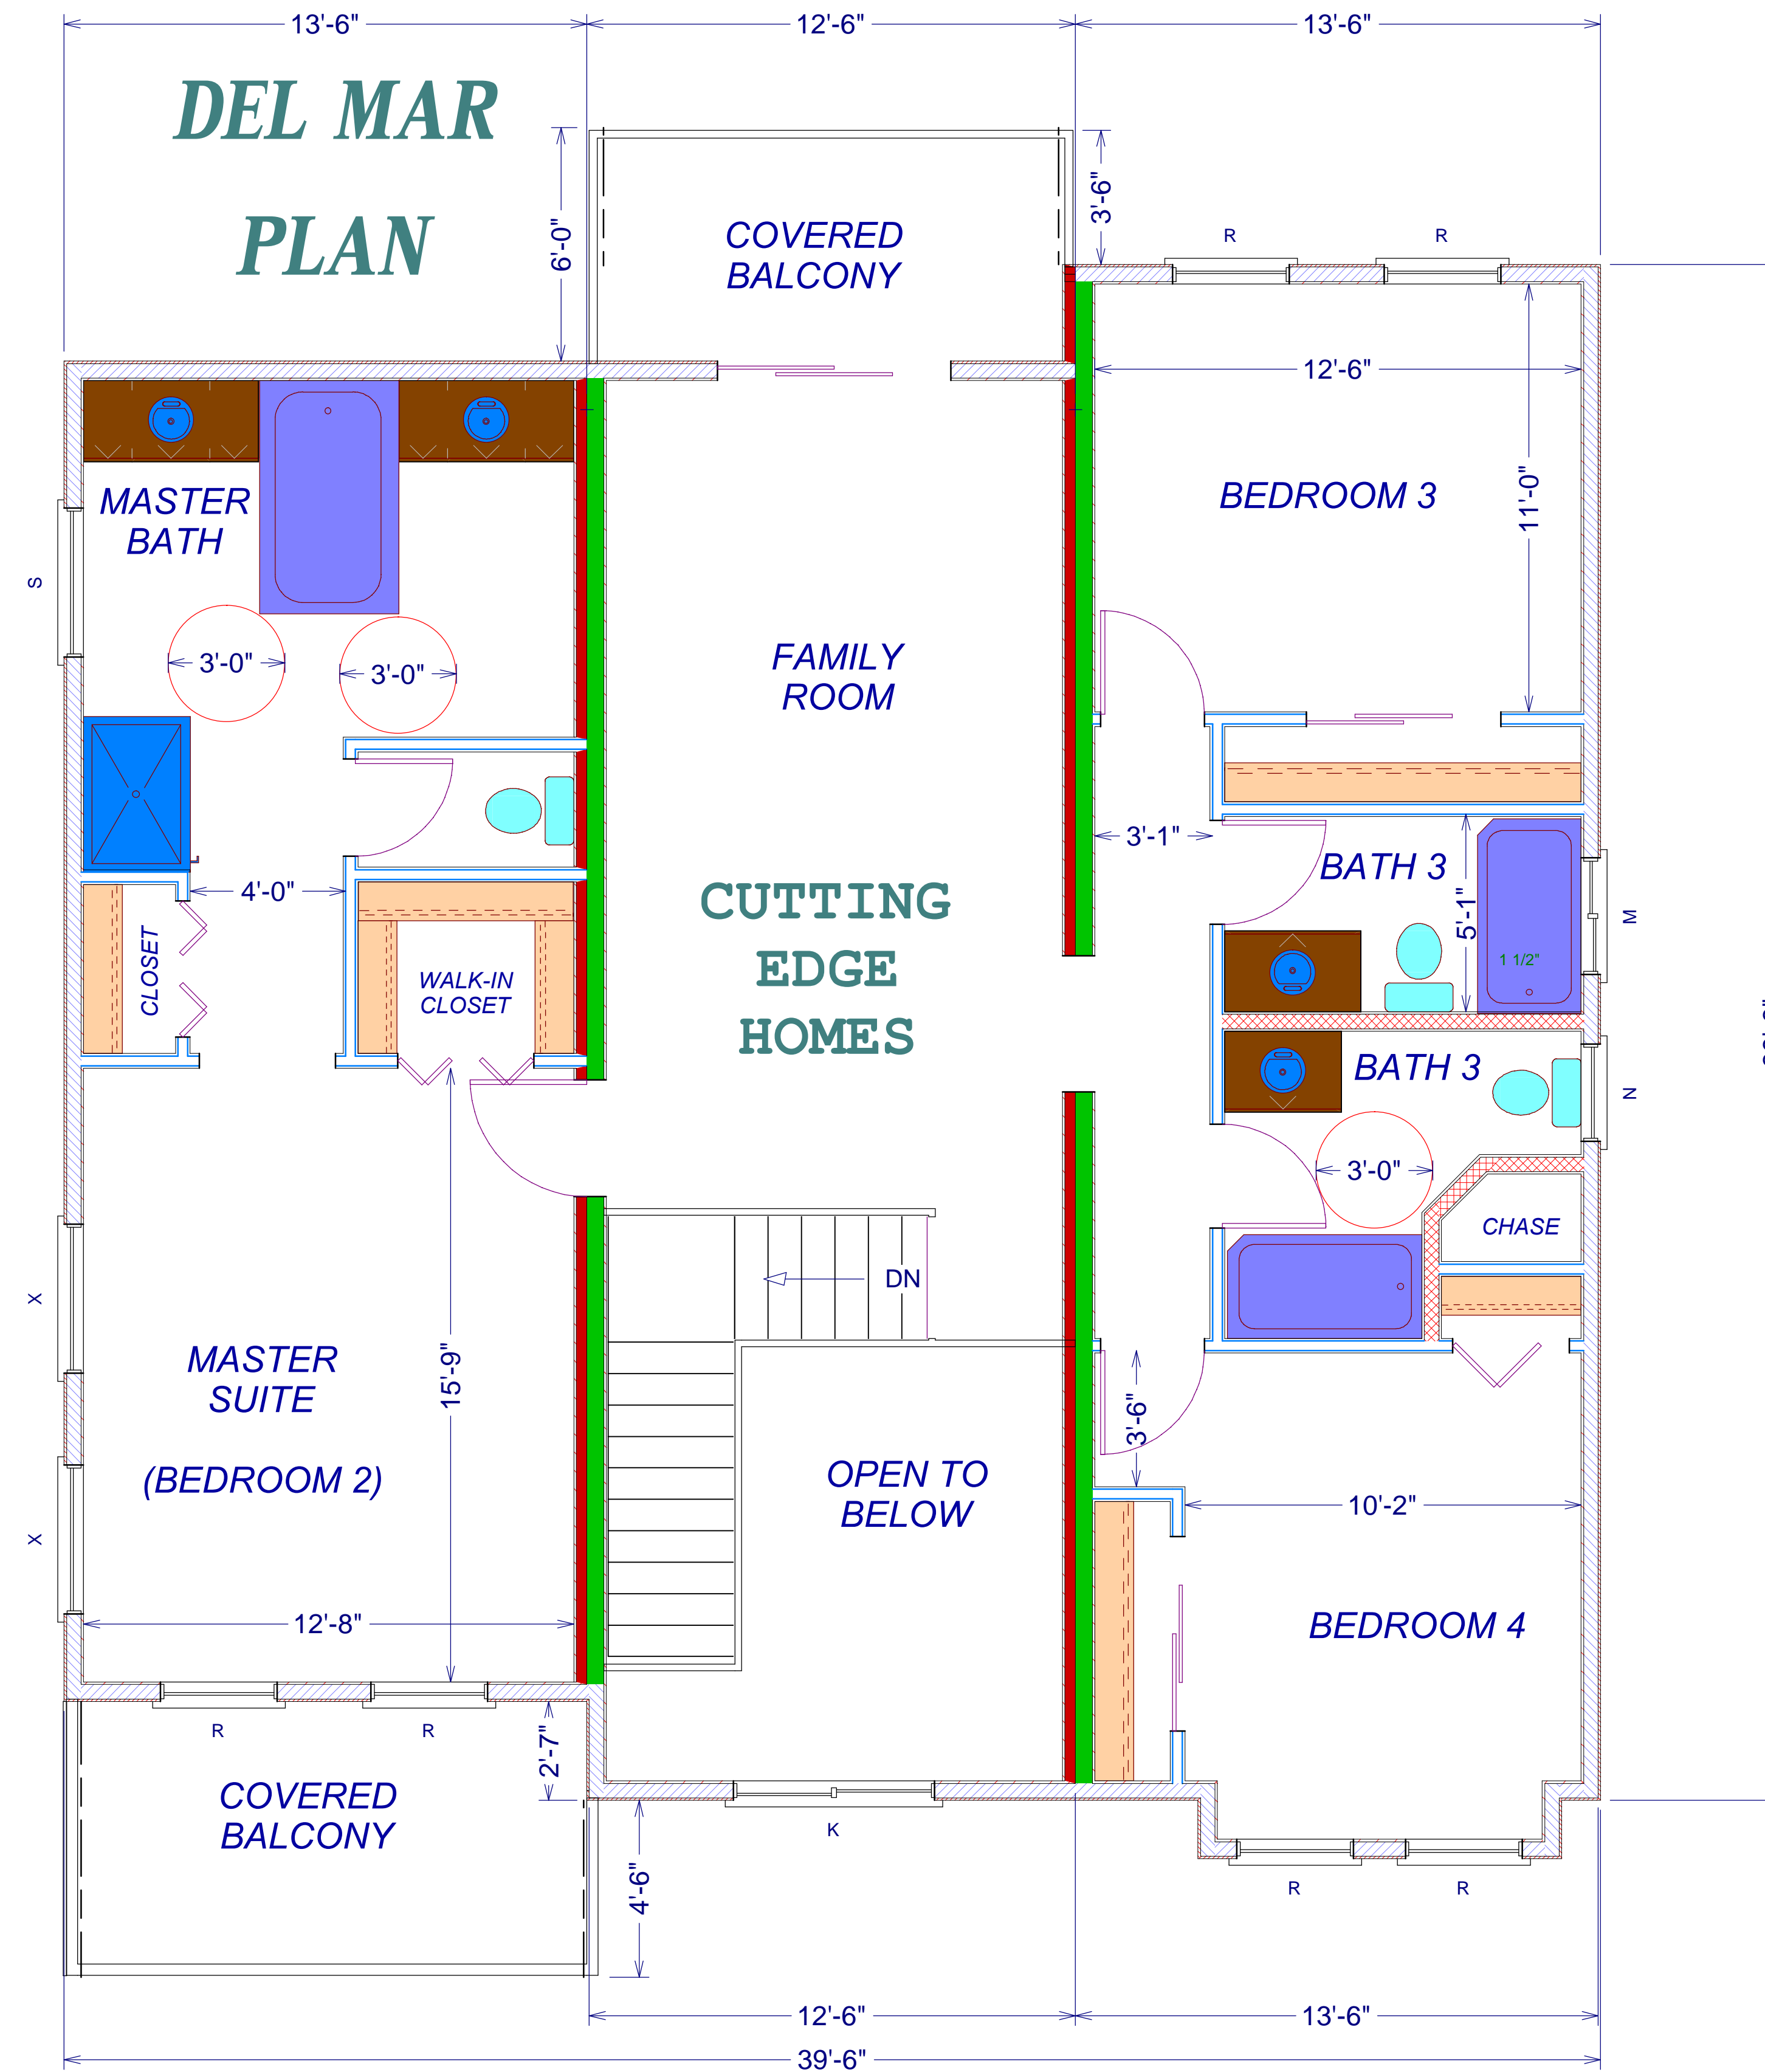 13'-6"
12'-6"
13'-6"
DEL MAR
PLAN
6'-0"
3'-6"
COVERED
BALCONY
R
R
12'-6"
11'-0"
BEDROOM 3
MASTER
BATH
S
3'-0"
3'-0"
FAMILY
ROOM
4'-0"
3'-1"
BATH 3
5'-1"
1 1/2"
M
CLOSET
WALK-IN
CLOSET
CUTTING
EDGE
HOMES
BATH 3
N
3'-0"
CHASE
X
DN
MASTER
SUITE
(BEDROOM 2)
15'-9"
3'-6"
OPEN TO
BELOW
10'-2"
X
12'-8"
BEDROOM 4
R
R
2'-7"
COVERED
BALCONY
K
4'-6"
R
R
12'-6"
13'-6"
39'-6"